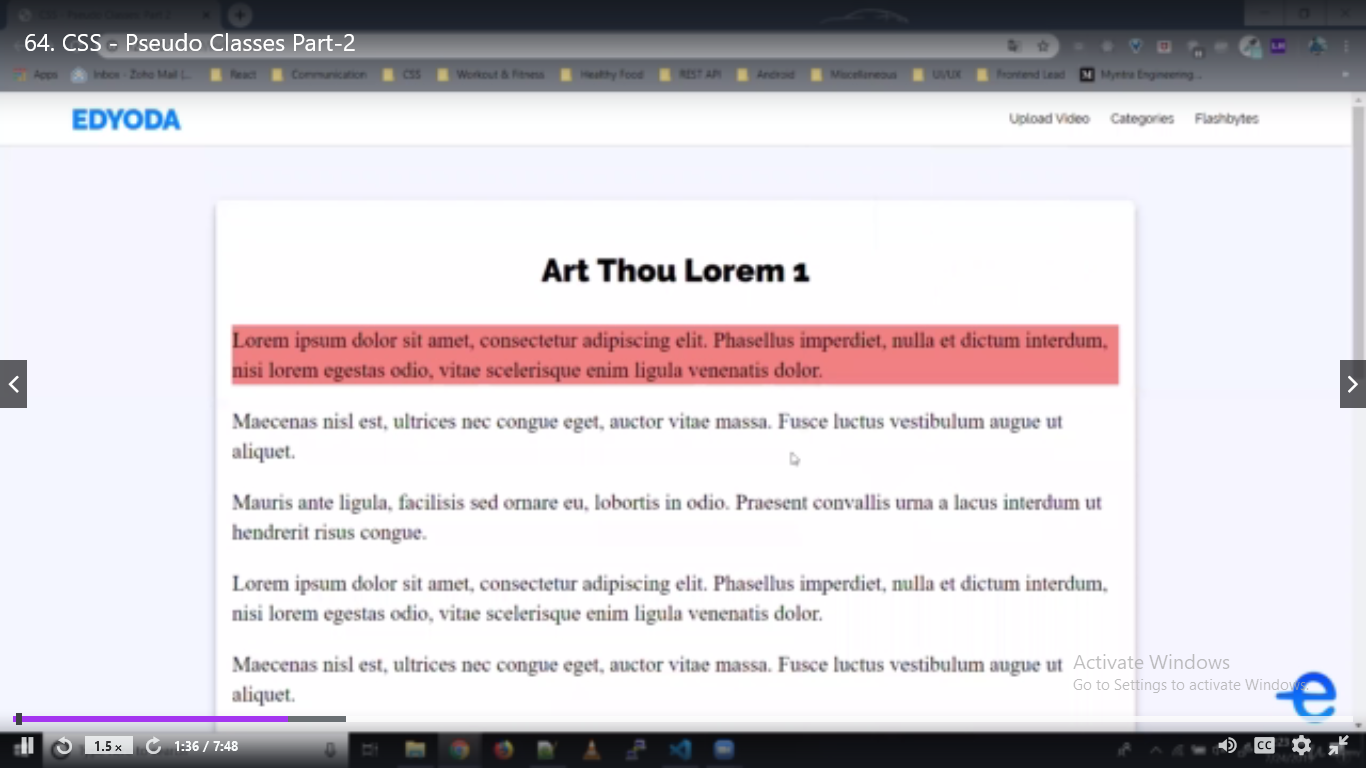 CSS - Pseudo Classes Part-2
64. CSS - Pseudo Classes Part-2
Apps Inbox - Zoho Mail (... React Communication CSS Workout & Fitness Healthy Food REST API Android Miscellaneous UI/UX Frontend Lead M Myntra Engineering...
EDYODA Upload Video Categories Flashbytes
Art Thou Lorem 1
Lorem ipsum dolor sit amet, consectetur adipiscing elit. Phasellus imperdiet, nulla et dictum interdum,
nisi lorem egestas odio, vitae scelerisque enim ligula venenatis dolor.
Maecenas nisl est, ultrices nec congue eget, auctor vitae massa. Fusce luctus vestibulum augue ut
aliquet.
Mauris ante ligula, facilisis sed ornare eu, lobortis in odio. Praesent convallis urna a lacus interdum ut
hendrerit risus congue.
Lorem ipsum dolor sit amet, consectetur adipiscing elit. Phasellus imperdiet, nulla et dictum interdum,
nisi lorem egestas odio, vitae scelerisque enim ligula venenatis dolor.
Maecenas nisl est, ultrices nec congue eget, auctor vitae massa. Fusce luctus vestibulum augue ut
aliquet.
Activate Windows
Go to Settings to activate Windows.
1.5 × 1:36 / 7:48 CC